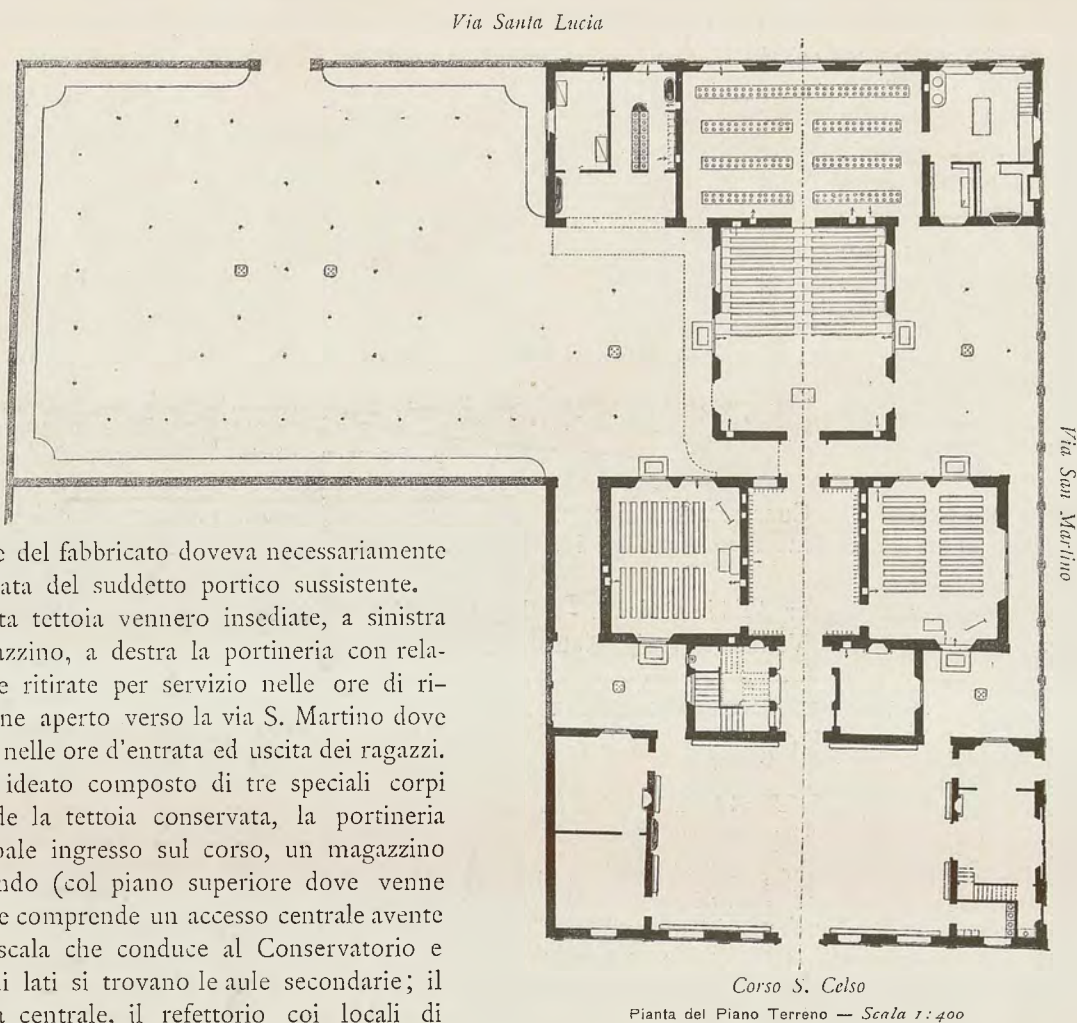 Via Santa Lucia
Via San Martino
e del fabbricato doveva necessariamente
ata del suddetto portico sussistente.
ta tettoia vennero insediate, a sinistra
azzino, a destra la portineria con rela-
e ritirate per servizio nelle ore di ri-
ne aperto verso la via S. Martino dove
nelle ore d'entrata ed uscita dei ragazzi.
ideato composto di tre speciali corpi
de la tettoia conservata, la portineria
pale ingresso sul corso, un magazzino
ndo (col piano superiore dove venne
e comprende un accesso centrale avente
scala che conduce al Conservatorio e
i lati si trovano le aule secondarie; il
a centrale, il refettorio coi locali di
Corso S. Celso
Pianta del Piano Terreno — Scala 1:400